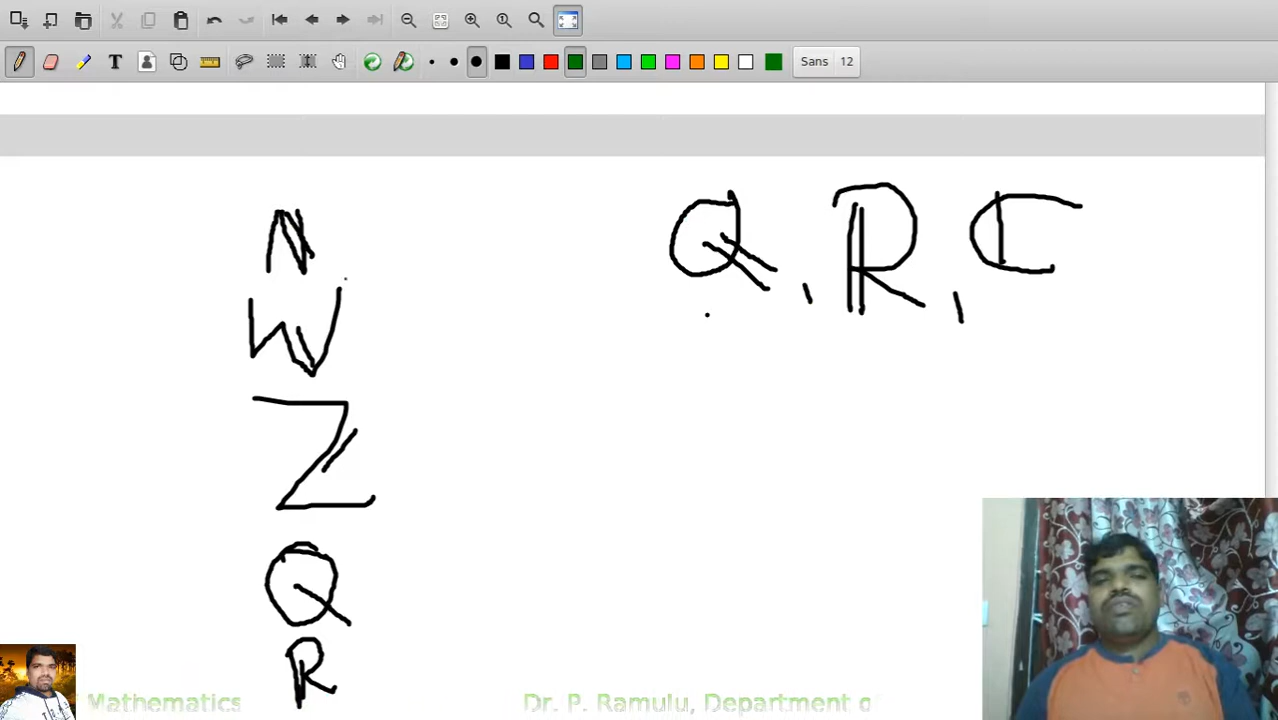 Sans 12
ℕ
𝕎
ℤ
ℚ
ℝ
ℚ, ℝ, ℂ
Mathematics Dr. P. Ramulu, Department o